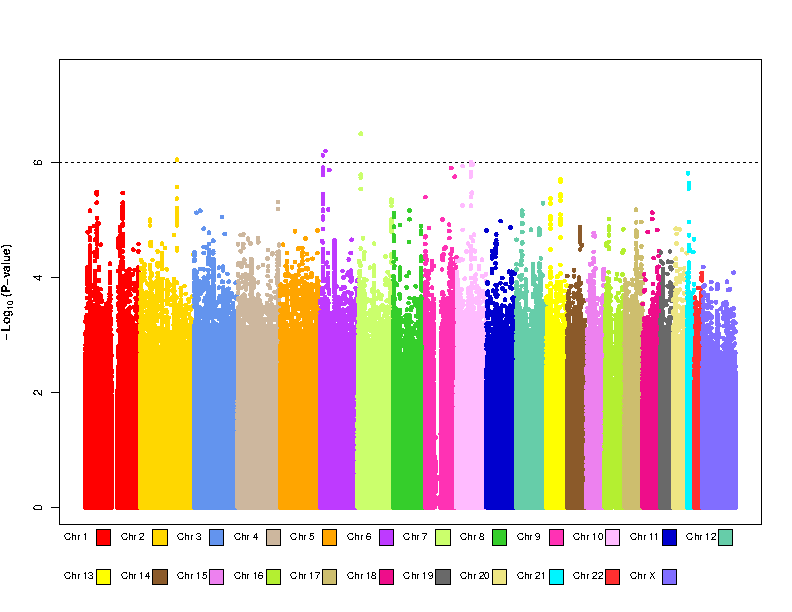 6
4
2
0
−Log10 (P−value)
Chr 1 Chr 2 Chr 3 Chr 4 Chr 5 Chr 6 Chr 7 Chr 8 Chr 9 Chr 10 Chr 11 Chr 12
Chr 13 Chr 14 Chr 15 Chr 16 Chr 17 Chr 18 Chr 19 Chr 20 Chr 21 Chr 22 Chr X